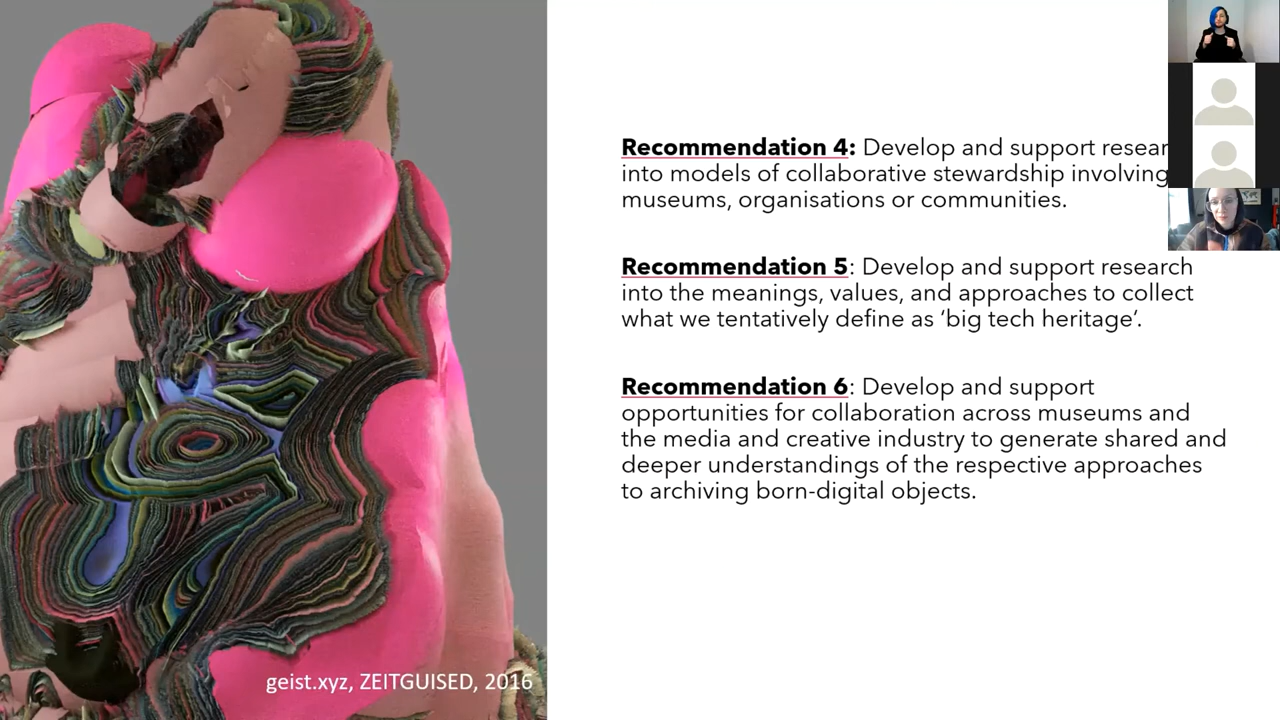 Recommendation 4: Develop and support resear
into models of collaborative stewardship involving
museums, organisations or communities.
Recommendation 5: Develop and support research
into the meanings, values, and approaches to collect
what we tentatively define as ‘big tech heritage’.
Recommendation 6: Develop and support
opportunities for collaboration across museums and
the media and creative industry to generate shared and
deeper understandings of the respective approaches
to archiving born-digital objects.
geist.xyz, ZEITGUISED, 2016